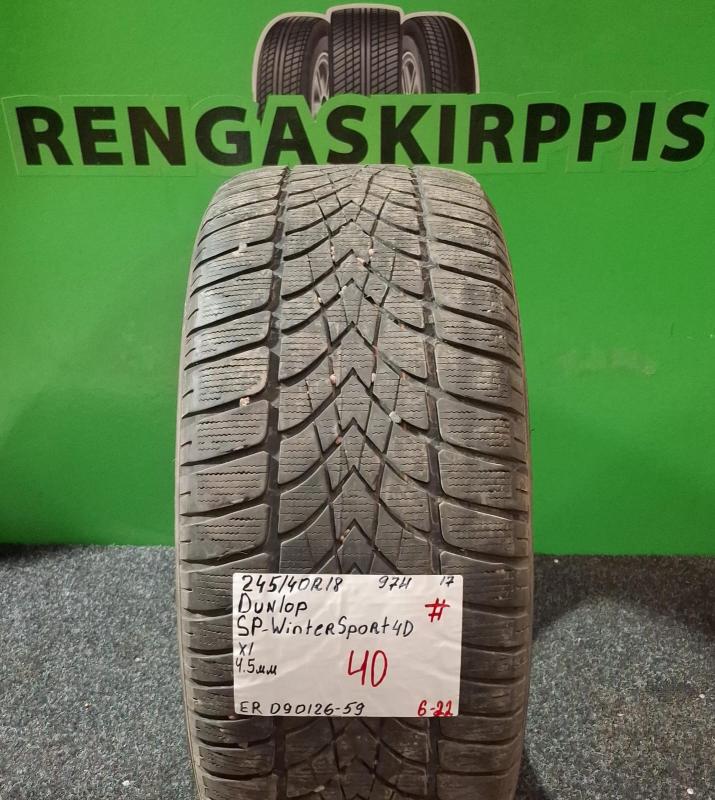 RENGASKIRPPIS
245/40R18 97H 17
Dunlop #
SP-WinterSport4D
X1
4.5мм 40
ER D90126-59 6-22